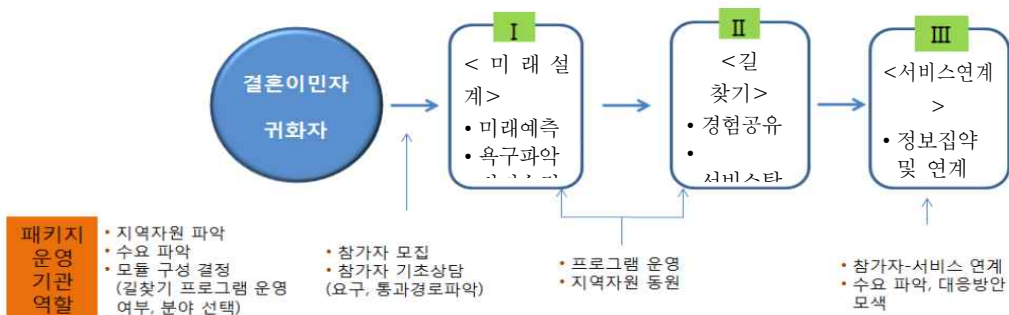 결혼이민자
귀화자
Ⅰ
< 미 래 설
계>
• 미래예측
• 욕구파악
Ⅱ
<길
찾기>
• 경험공유
•
서비스탐
Ⅲ
<서비스연계
>
• 정보집약
및 연계
패키지
운영
기관
역할
• 지역자원 파악
• 수요 파악
• 모듈 구성 결정
(길찾기 프로그램 운영
여부, 분야 선택)
• 참가자 모집
• 참가자 기초상담
(요구, 통과경로파악)
• 프로그램 운영
• 지역자원 동원
• 참가자-서비스 연계
• 수요 파악, 대응방안
모색